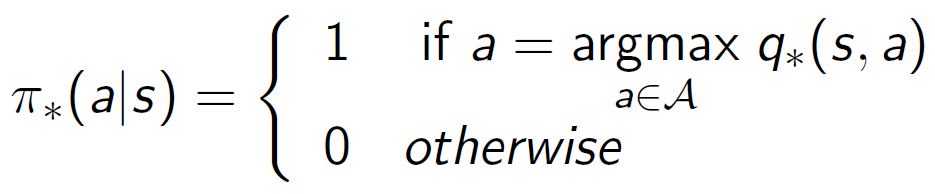 π∗(a|s) = { 1 if a = argmax q∗(s, a)
a∈𝒜
0 otherwise